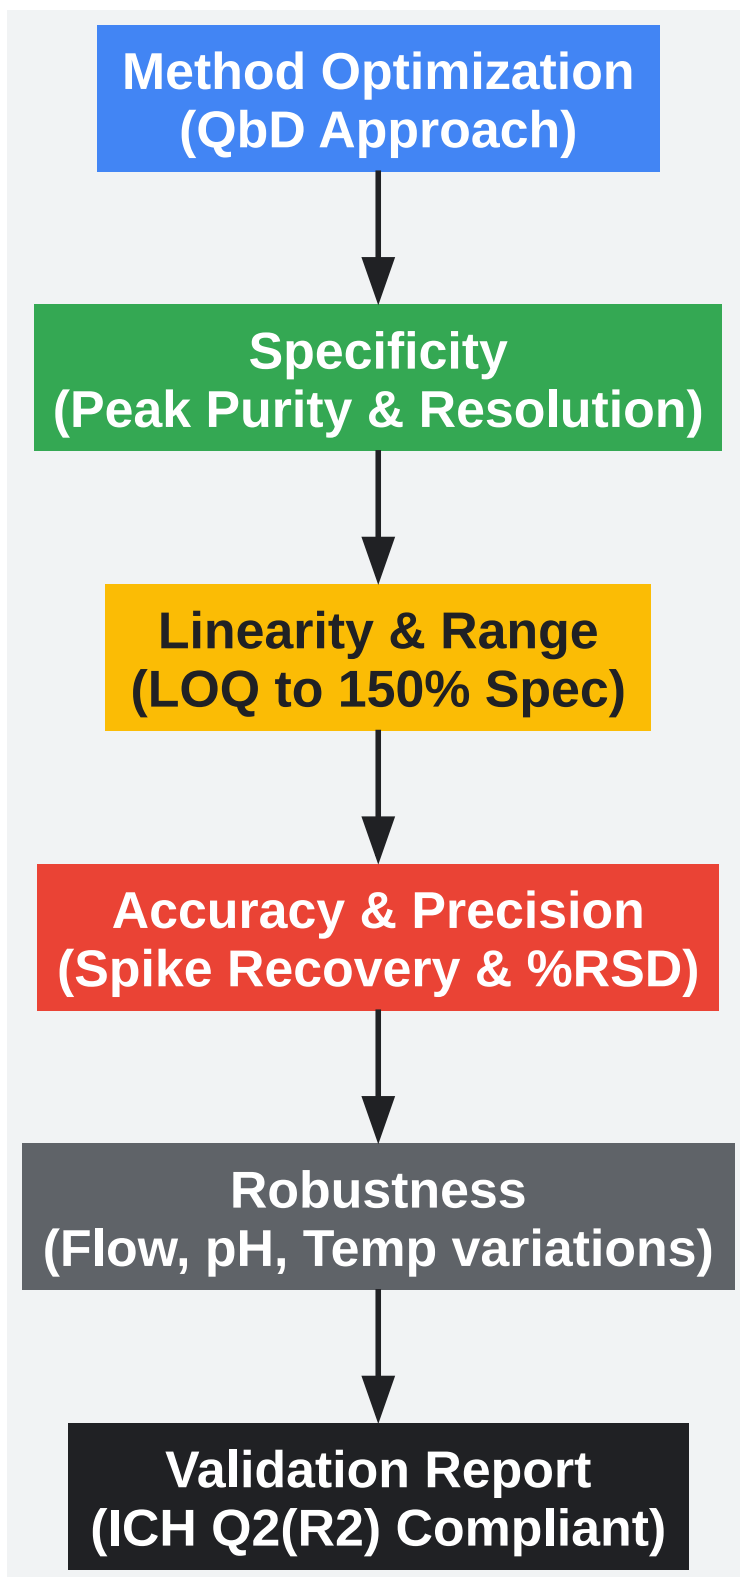 Method Optimization
(QbD Approach)
Specificity
(Peak Purity & Resolution)
Linearity & Range
(LOQ to 150% Spec)
Accuracy & Precision
(Spike Recovery & %RSD)
Robustness
(Flow, pH, Temp variations)
Validation Report
(ICH Q2(R2) Compliant)